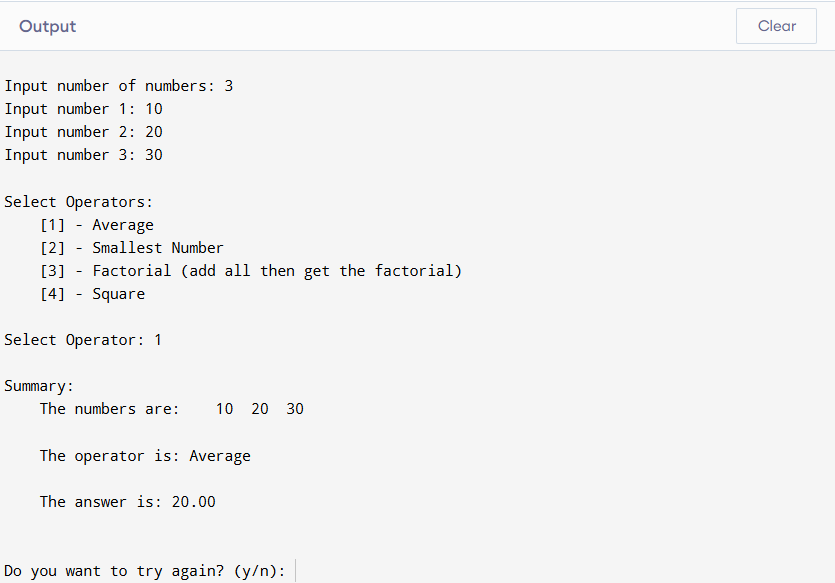 Output
Clear
Input number of numbers: 3
Input number 1: 10
Input number 2: 20
Input number 3: 30
Select Operators:
[1] - Average
[2] - Smallest Number
[3] - Factorial (add all then get the factorial)
[4] - Square
Select Operator: 1
Summary:
The numbers are: 10 20 30
The operator is: Average
The answer is: 20.00
Do you want to try again? (y/n):